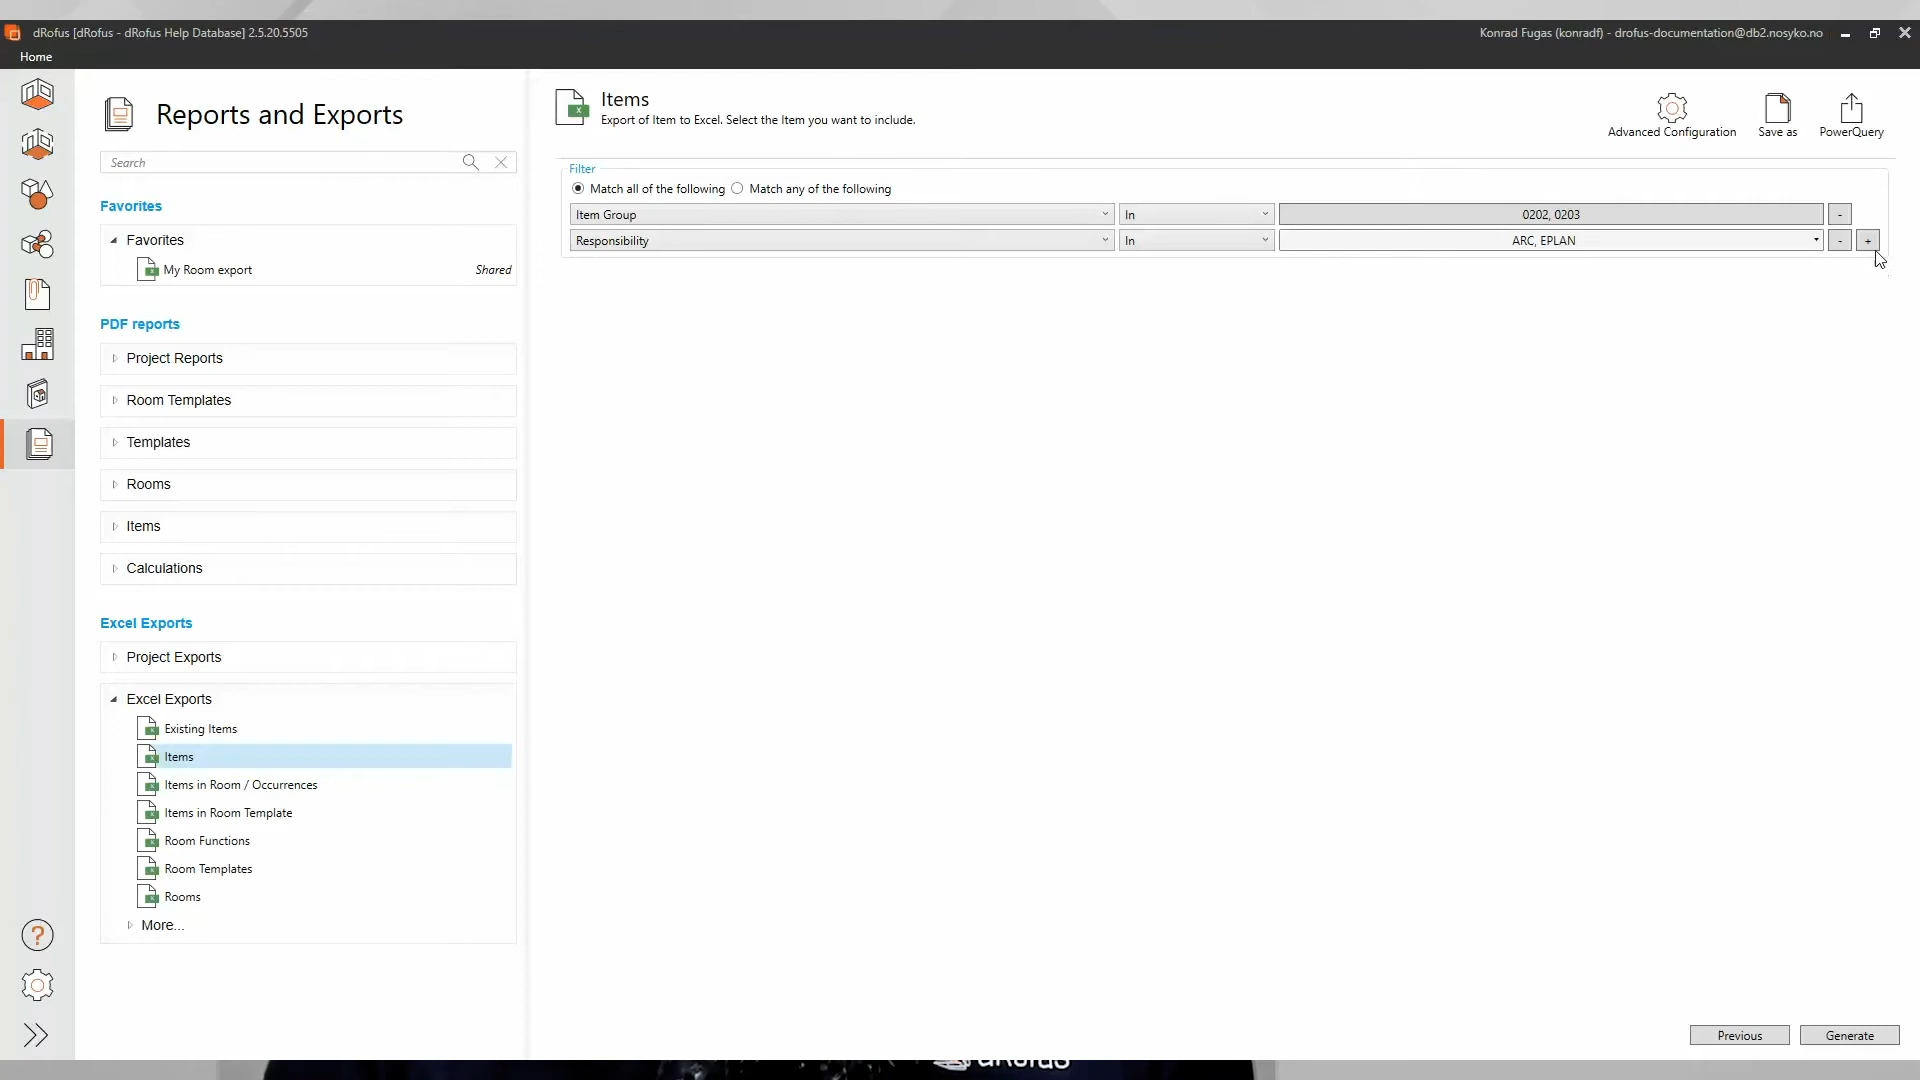 dRofus [dRofus - dRofus Help Database] 2.5.20.5505
Konrad Fugas (konradf) - drofus-documentation@db2.nosyko.no
Home
Reports and Exports
Search
Favorites
Favorites
My Room export
Shared
PDF reports
Project Reports
Room Templates
Templates
Rooms
Items
Calculations
Excel Exports
Project Exports
Excel Exports
Existing Items
Items
Items in Room / Occurrences
Items in Room Template
Room Functions
Room Templates
Rooms
More...
Items
Export of Item to Excel. Select the Item you want to include.
Advanced Configuration
Save as
PowerQuery
Filter
Match all of the following
Match any of the following
Item Group
In
0202, 0203
-
Responsibility
In
ARC, EPLAN
-
+
Previous
Generate
dRofus